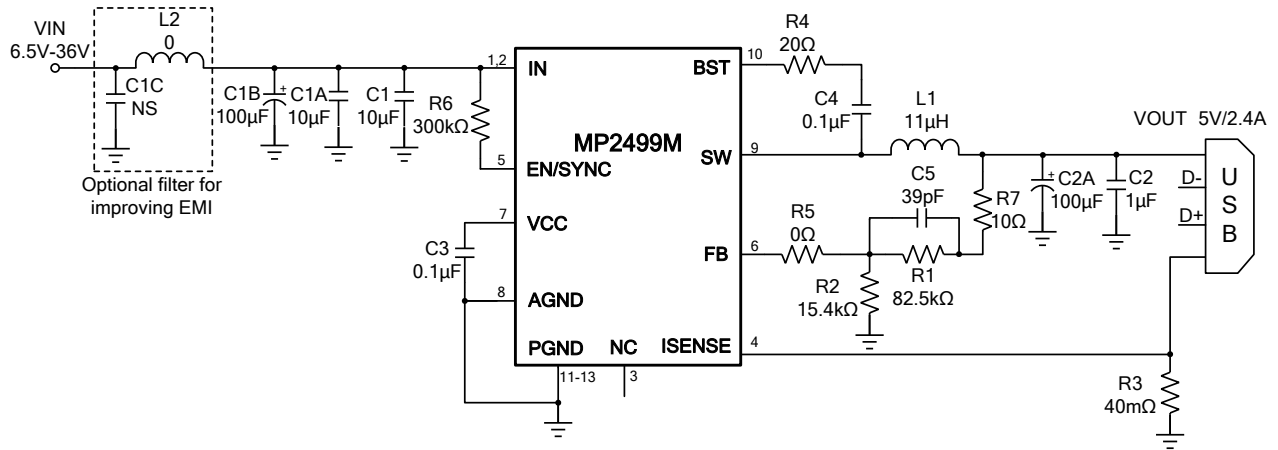 VIN
6.5V-36V
L2
0
C1C
NS
Optional filter for
improving EMI
C1B
100µF
C1A
10µF
C1
10µF
R6
300kΩ
1,2
IN
5
EN/SYNC
7
VCC
C3
0.1µF
8
AGND
PGND
11-13
NC
3
MP2499M
BST
10
R4
20Ω
C4
0.1µF
SW
9
L1
11µH
FB
6
R5
0Ω
C5
39pF
R1
82.5kΩ
R2
15.4kΩ
R7
10Ω
C2A
100µF
C2
1µF
VOUT 5V/2.4A
D-
D+
U
S
B
ISENSE
4
R3
40mΩ
+
+